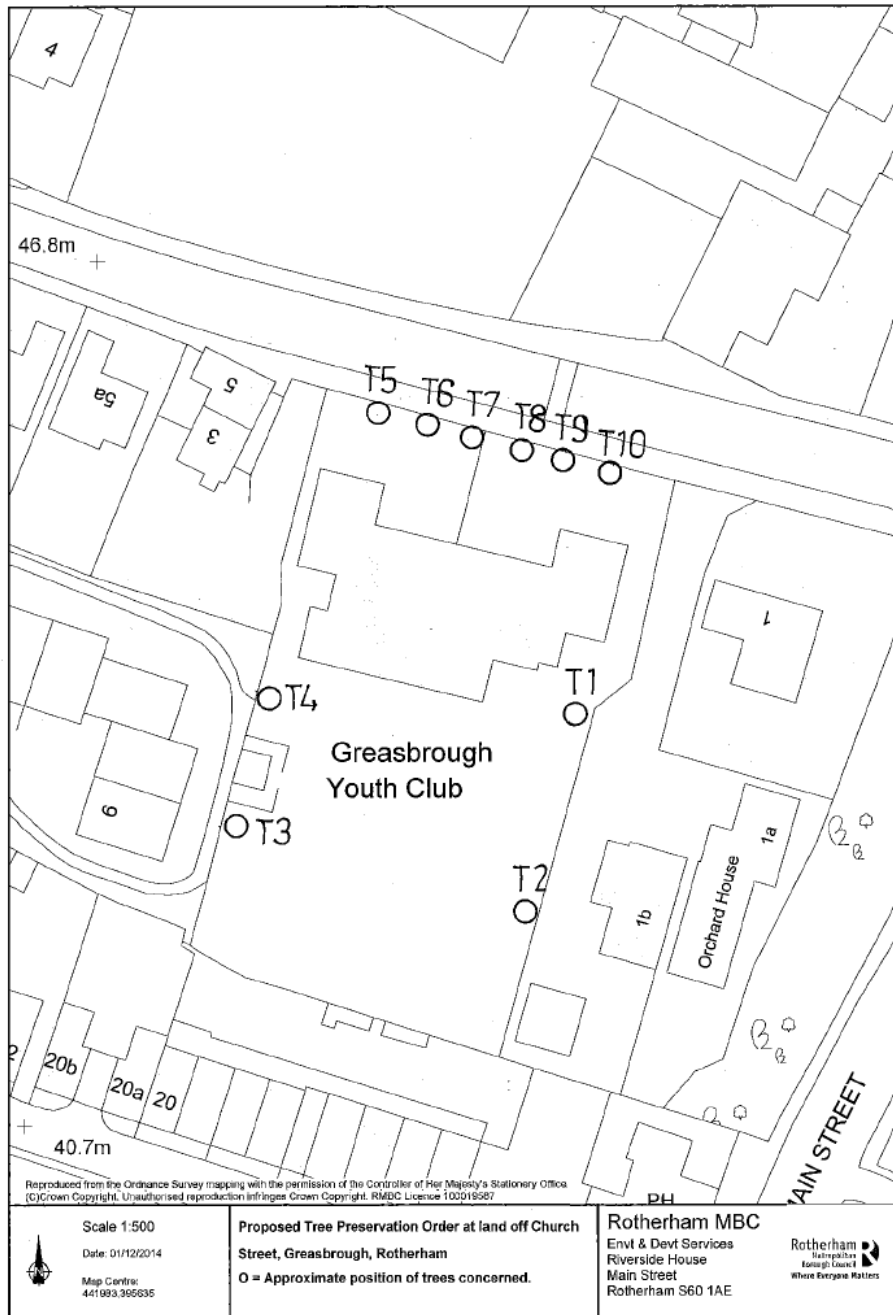 4
46.8m
5a
5
3
T5
T6
T7
T8
T9
T10
1
T4
T1
Greasbrough
Youth Club
9
T3
T2
1a
Orchard House
1b
20b
20a
20
40.7m
MAIN STREET
PH
Reproduced from the Ordnance Survey mapping with the permission of the Controller of Her Majesty's Stationery Office
(C)Crown Copyright. Unauthorised reproduction infringes Crown Copyright. RMBC Licence 100019587
Scale 1:500
Date: 01/12/2014
Map Centre:
441983,395635
Proposed Tree Preservation Order at land off Church
Street, Greasbrough, Rotherham
O = Approximate position of trees concerned.
Rotherham MBC
Envt & Devt Services
Riverside House
Main Street
Rotherham S60 1AE
Rotherham
Metropolitan
Borough Council
Where Everyone Matters